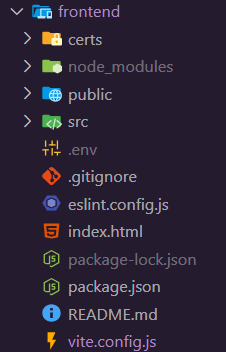 frontend
certs
node_modules
public
src
.env
.gitignore
eslint.config.js
index.html
package-lock.json
package.json
README.md
vite.config.js